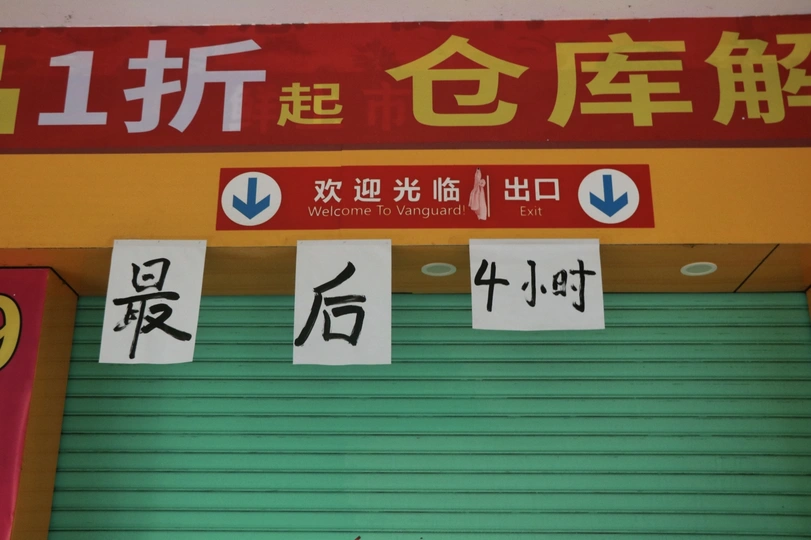 1折起 仓库解
欢迎光临 出口
Welcome To Vanguard! Exit
最 后 4小时
9